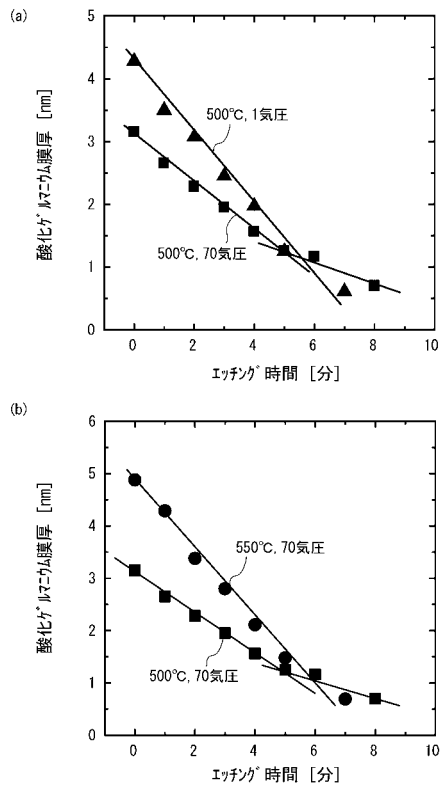 (a)
5
4
3
2
1
0
酸化ｹﾞﾙﾏﾆｳﾑ膜厚 [nm]
500℃, 1気圧
500℃, 70気圧
0 2 4 6 8 10
ｴｯﾁﾝｸﾞ時間 [分]
(b)
6
5
4
3
2
1
0
酸化ｹﾞﾙﾏﾆｳﾑ膜厚 [nm]
550℃, 70気圧
500℃, 70気圧
0 2 4 6 8 10
ｴｯﾁﾝｸﾞ時間 [分]